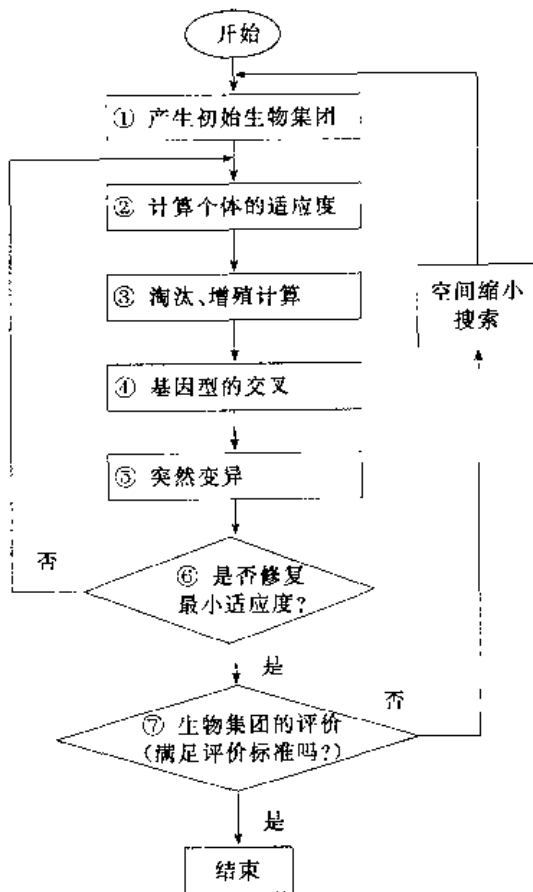 开始
① 产生初始生物集团
② 计算个体的适应度
③ 淘汰、增殖计算
空间缩小
搜索
④ 基因型的交叉
⑤ 突然变异
否
⑥ 是否修复
最小适应度?
是
否
⑦ 生物集团的评价
(满足评价标准吗?)
是
结束